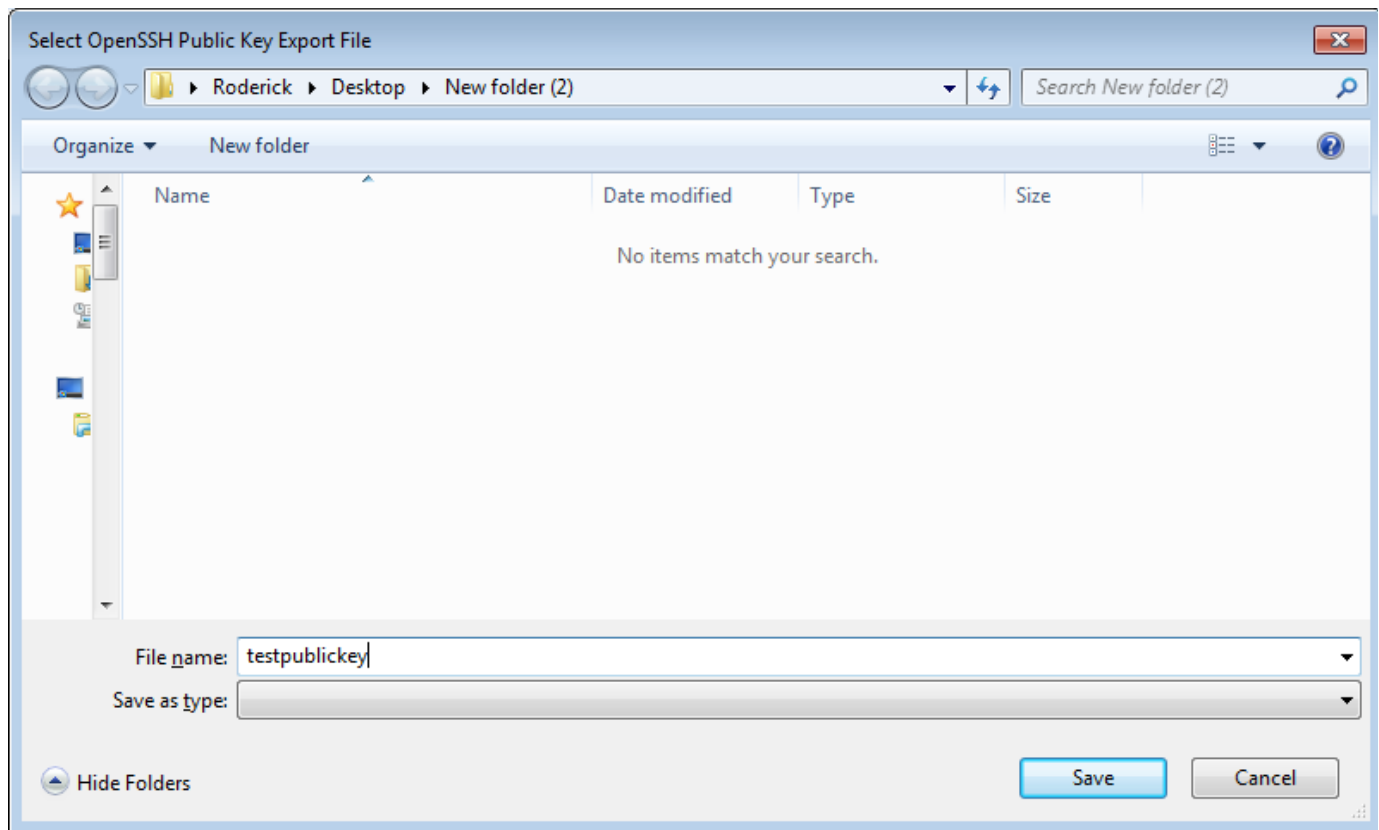 Select OpenSSH Public Key Export File
Roderick Desktop New folder (2) Search New folder (2)
Organize New folder
Name Date modified Type Size
No items match your search.
File name: testpublickey
Save as type:
Hide Folders Save Cancel